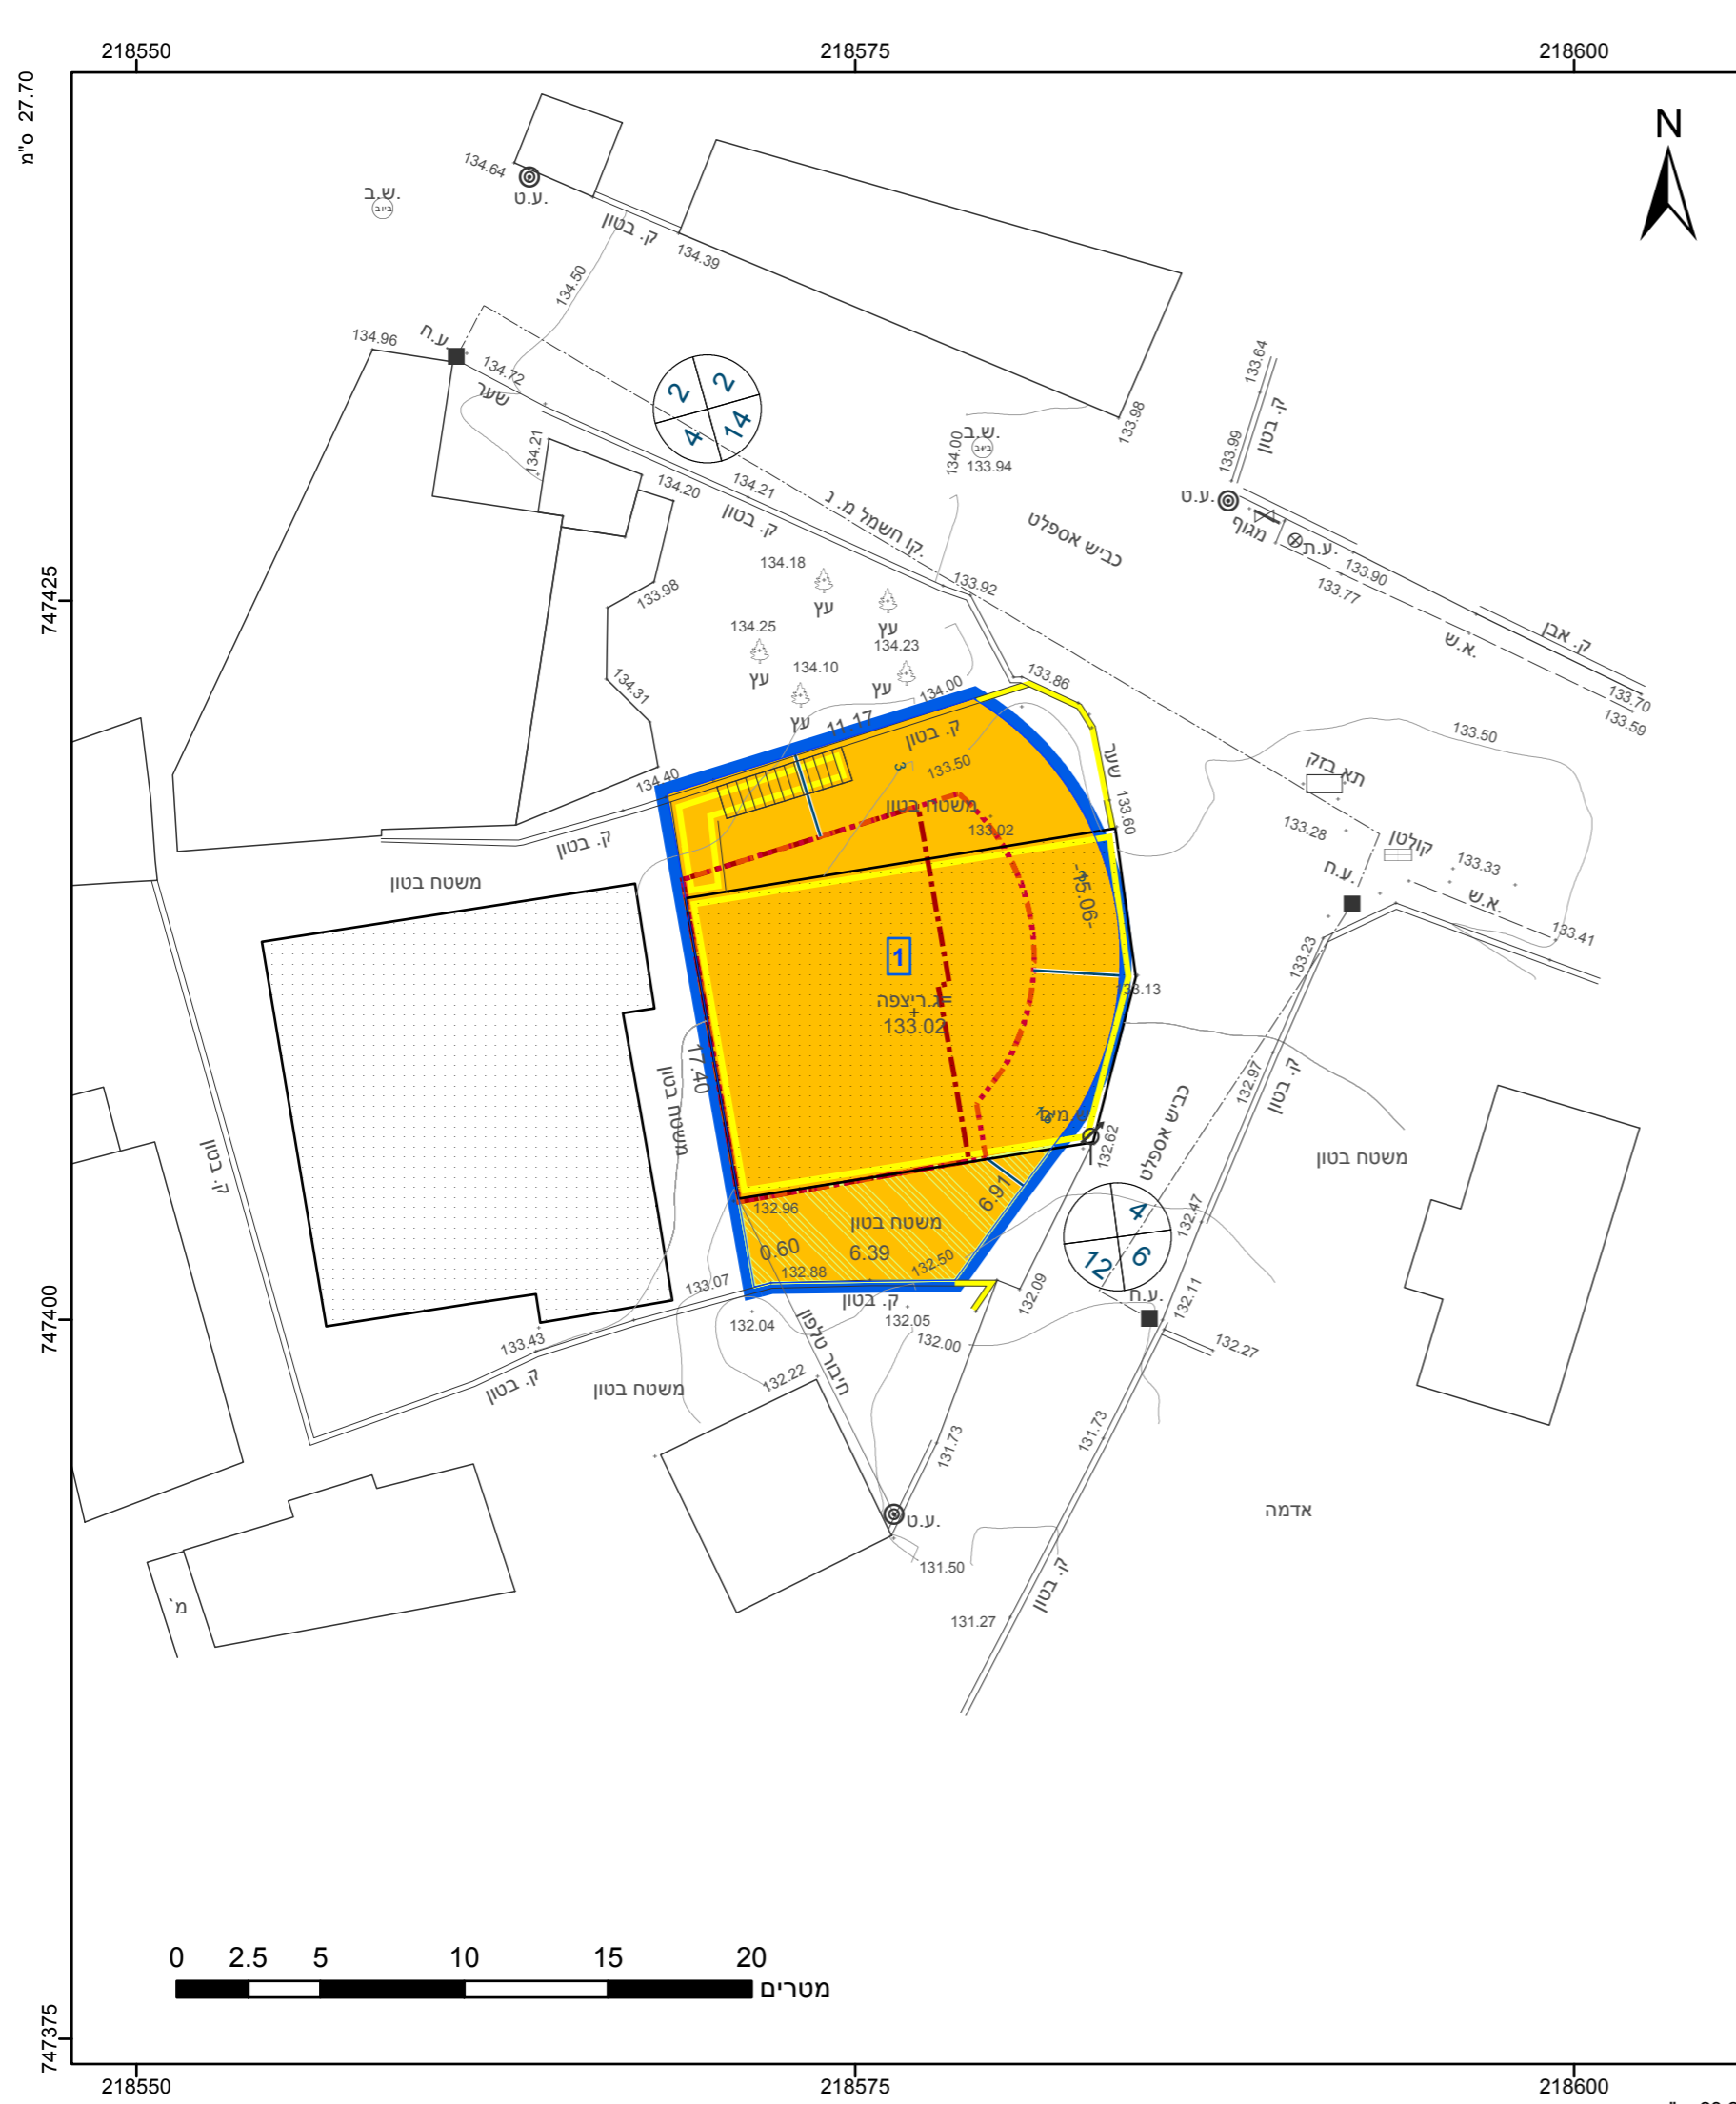 218550
218575
218600
27.70 ס"מ
N
134.64
ע.ט.
ש.ב.
ביוב
ק. בטון
134.39
134.50
134.96
ע.ח.
134.72
שער
2
2
4
14
133.98
133.64
ק. בטון
133.99
134.21
134.20
134.21
ק. בטון
קו חשמל מ. נ.
134.00
ש.ב.
ביוב
133.94
כביש אספלט
ע.ט.
מגוף
ע.ת.
133.90
133.77
א.ש.
ק. אבן
133.70
133.59
747425
133.98
134.18
עץ
133.92
עץ
134.25
עץ
134.23
עץ
134.10
עץ
134.31
134.00
133.86
11.17
ק. בטון
שער
133.50
134.40
3
133.50
תא בזק
133.60
משטח בטון
133.02
133.28
קולטן
133.33
ע.ח.
א.ש.
133.41
ק. בטון
משטח בטון
15.06
1
ג.ריצפה=
133.02
133.13
133.23
17.40
משטח בטון
132.97
ק. בטון
מים
132.62
כביש אספלט
משטח בטון
ק. בטון
132.96
משטח בטון
6.91
0.60
6.39
132.50
132.88
133.07
4
12
6
132.47
132.11
ע.ח.
132.27
747400
133.43
ק. בטון
132.04
ק. בטון
132.05
132.00
132.09
חיבור טלפון
132.22
משטח בטון
131.73
131.73
אדמה
ע.ט.
131.50
מ`
131.27
ק. בטון
0
2.5
5
10
15
20
מטרים
747375
218550
218575
218600